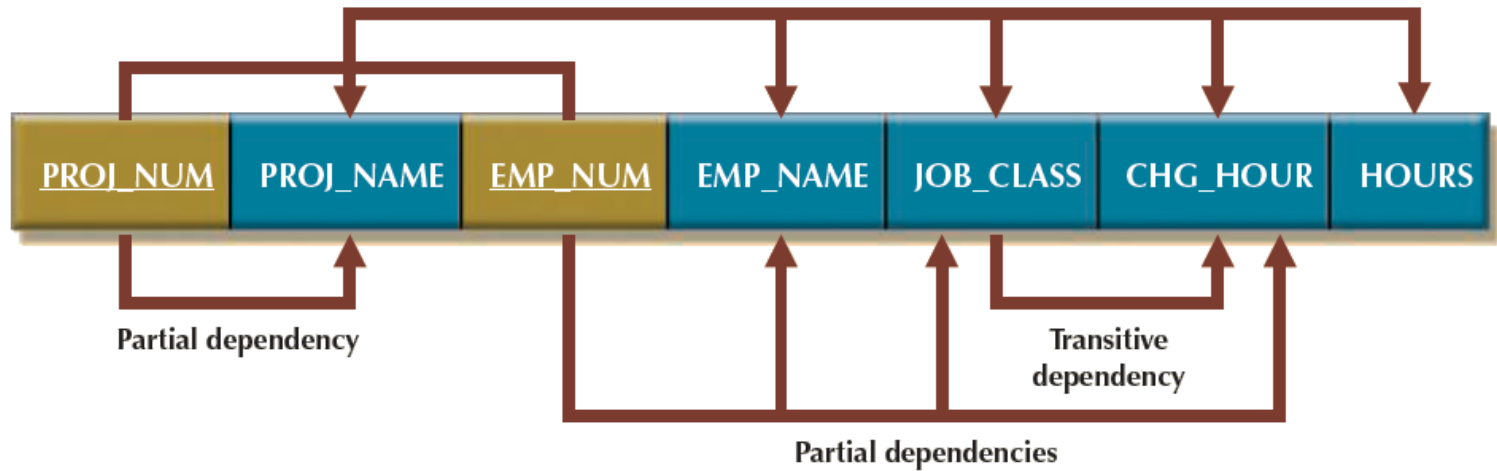 PROJ_NUM PROJ_NAME EMP_NUM EMP_NAME JOB_CLASS CHG_HOUR HOURS
Partial dependency
Transitive
dependency
Partial dependencies